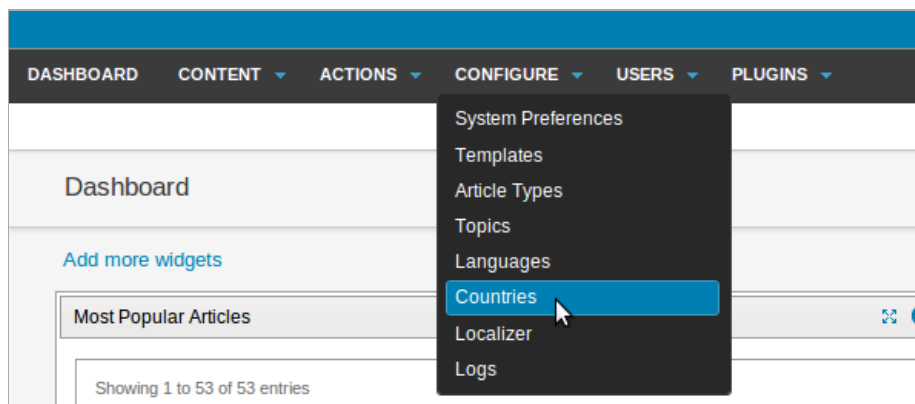 DASHBOARD CONTENT ACTIONS CONFIGURE USERS PLUGINS
System Preferences
Templates
Article Types
Topics
Languages
Countries
Localizer
Logs
Dashboard
Add more widgets
Most Popular Articles
Showing 1 to 53 of 53 entries